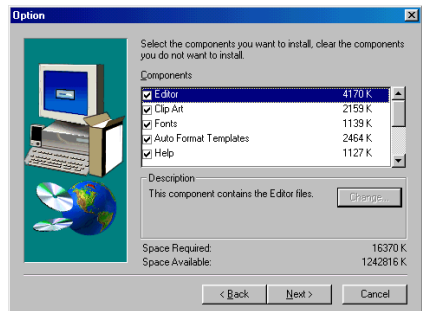 Option
Select the components you want to install, clear the components
you do not want to install.
Components
Editor 4170 K
Clip Art 2159 K
Fonts 1139 K
Auto Format Templates 2464 K
Help 1127 K
Description
This component contains the Editor files.
Change...
Space Required: 16370 K
Space Available: 1242816 K
< Back
Next >
Cancel